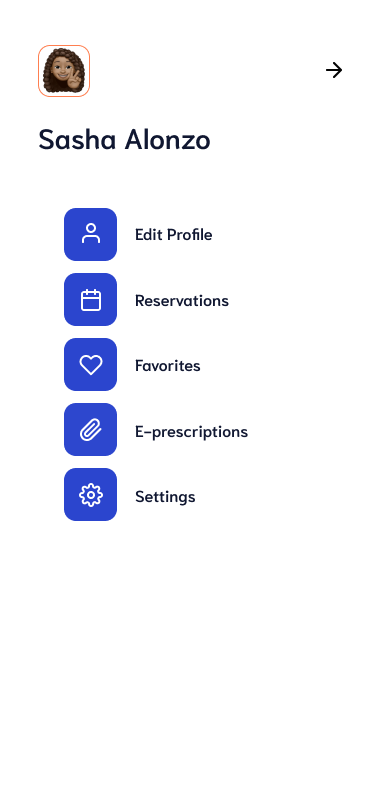 Sasha Alonzo
Edit Profile
Reservations
Favorites
E-prescriptions
Settings